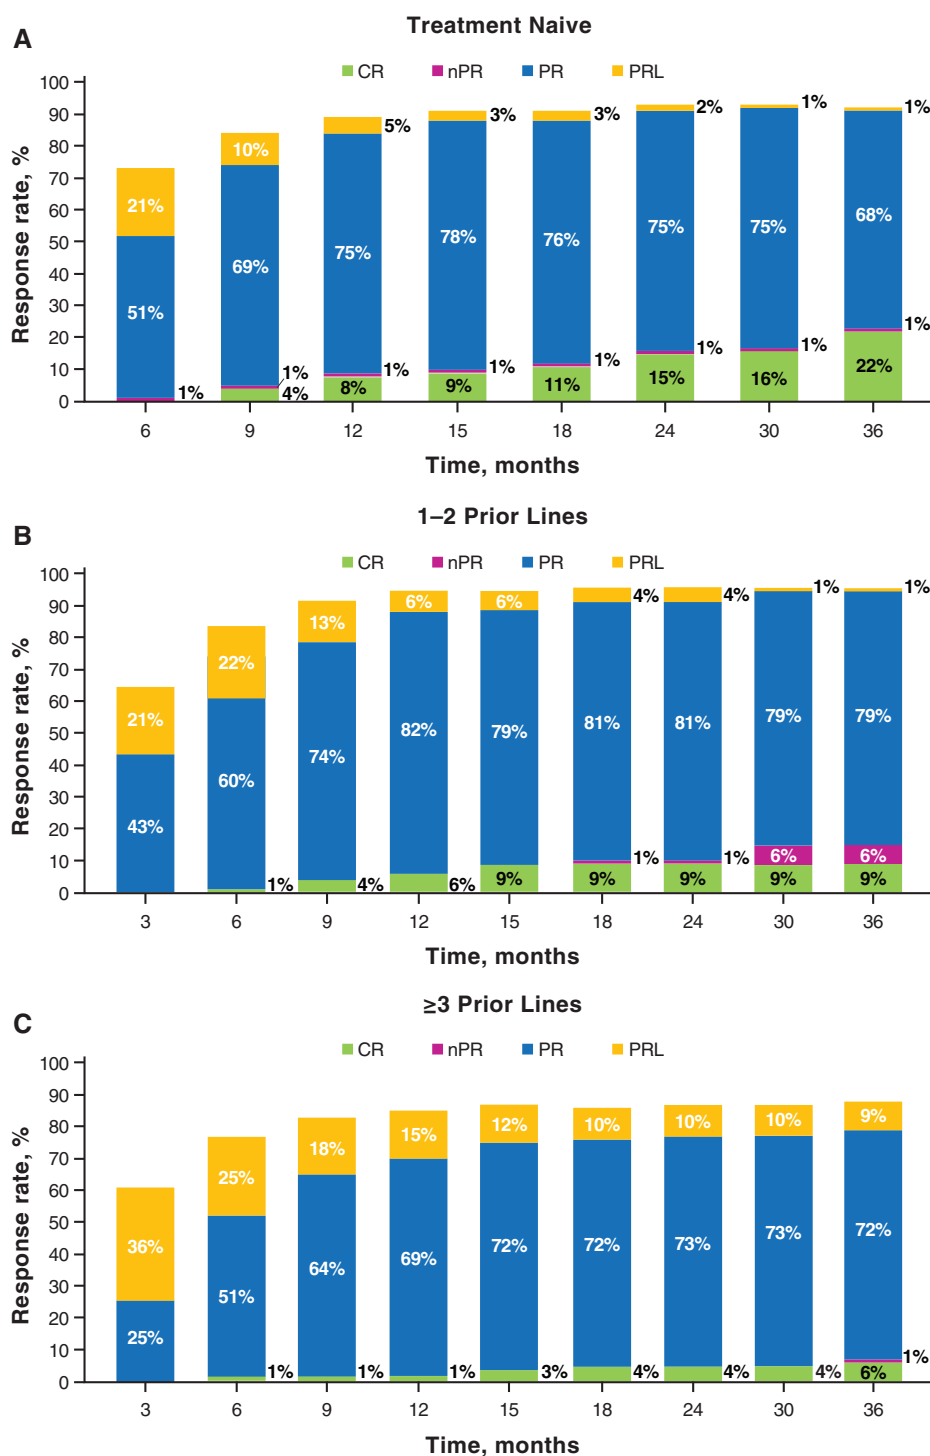 A
Treatment Naive
CR nPR PR PRL
Response rate, %
100
90
80
70
60
50
40
30
20
10
0
21% 10% 5% 3% 3% 2% 1% 1%
51% 69% 75% 78% 76% 75% 75% 68%
1% 1% 1% 1% 1% 1% 1% 1%
4% 8% 9% 11% 15% 16% 22%
6 9 12 15 18 24 30 36
Time, months
B
1–2 Prior Lines
CR nPR PR PRL
Response rate, %
100
90
80
70
60
50
40
30
20
10
0
21% 22% 13% 6% 6% 4% 4% 1% 1%
43% 60% 74% 82% 79% 81% 81% 79% 79%
1% 1% 6% 6%
1% 4% 6% 9% 9% 9% 9% 9%
3 6 9 12 15 18 24 30 36
Time, months
C
≥3 Prior Lines
CR nPR PR PRL
Response rate, %
100
90
80
70
60
50
40
30
20
10
0
36% 25% 18% 15% 12% 10% 10% 10% 9%
25% 51% 64% 69% 72% 72% 73% 73% 72%
1%
1% 1% 1% 3% 4% 4% 4% 6%
3 6 9 12 15 18 24 30 36
Time, months